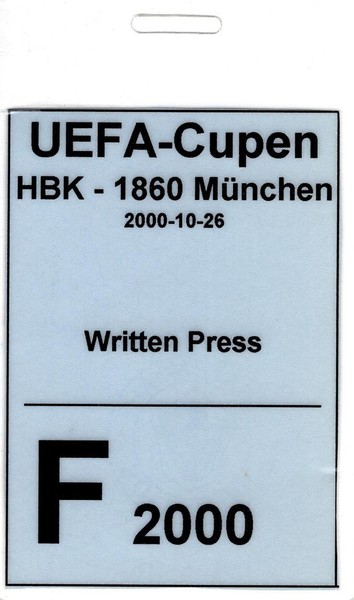 UEFA-Cupen
HBK - 1860 München
2000-10-26
Written Press
F 2000